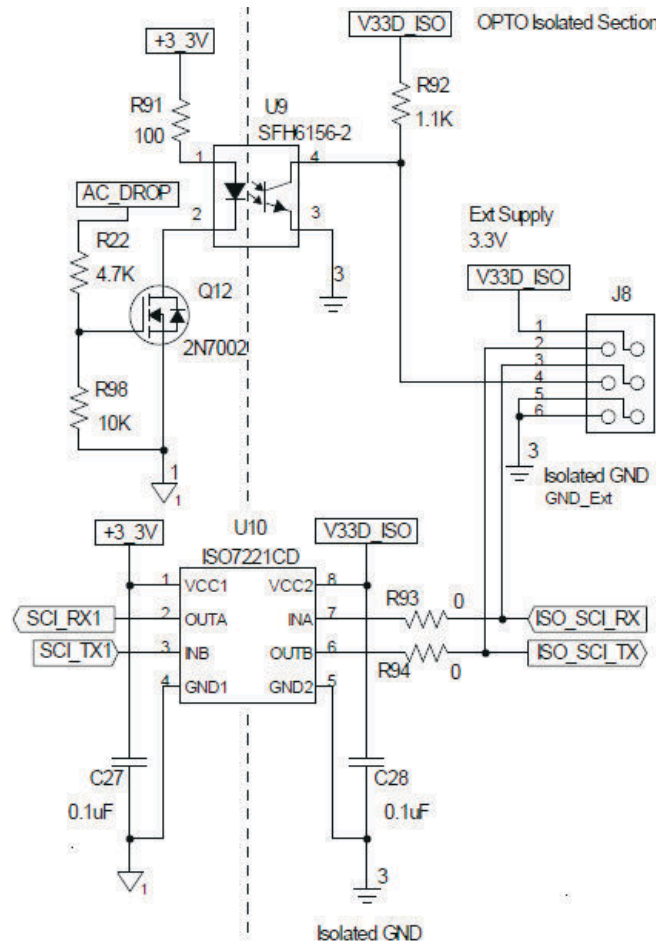 V33D_ISO
OPTO Isolated Section
+3_3V
R92
1.1K
R91
100
U9
SFH6156-2
1
4
AC_DROP
2
3
R22
4.7K
Ext Supply
3.3V
3
V33D_ISO
J8
Q12
2N7002
1
2
3
4
5
6
R98
10K
1
1
3
Isolated GND
GND_Ext
+3_3V
U10
V33D_ISO
ISO7221CD
1
VCC1
VCC2
8
R93
0
SCI_RX1
2
OUTA
INA
7
ISO_SCI_RX
SCI_TX1
3
INB
OUTB
6
ISO_SCI_TX
R94
0
4
GND1
GND2
5
C27
0.1uF
C28
0.1uF
1
3
Isolated GND